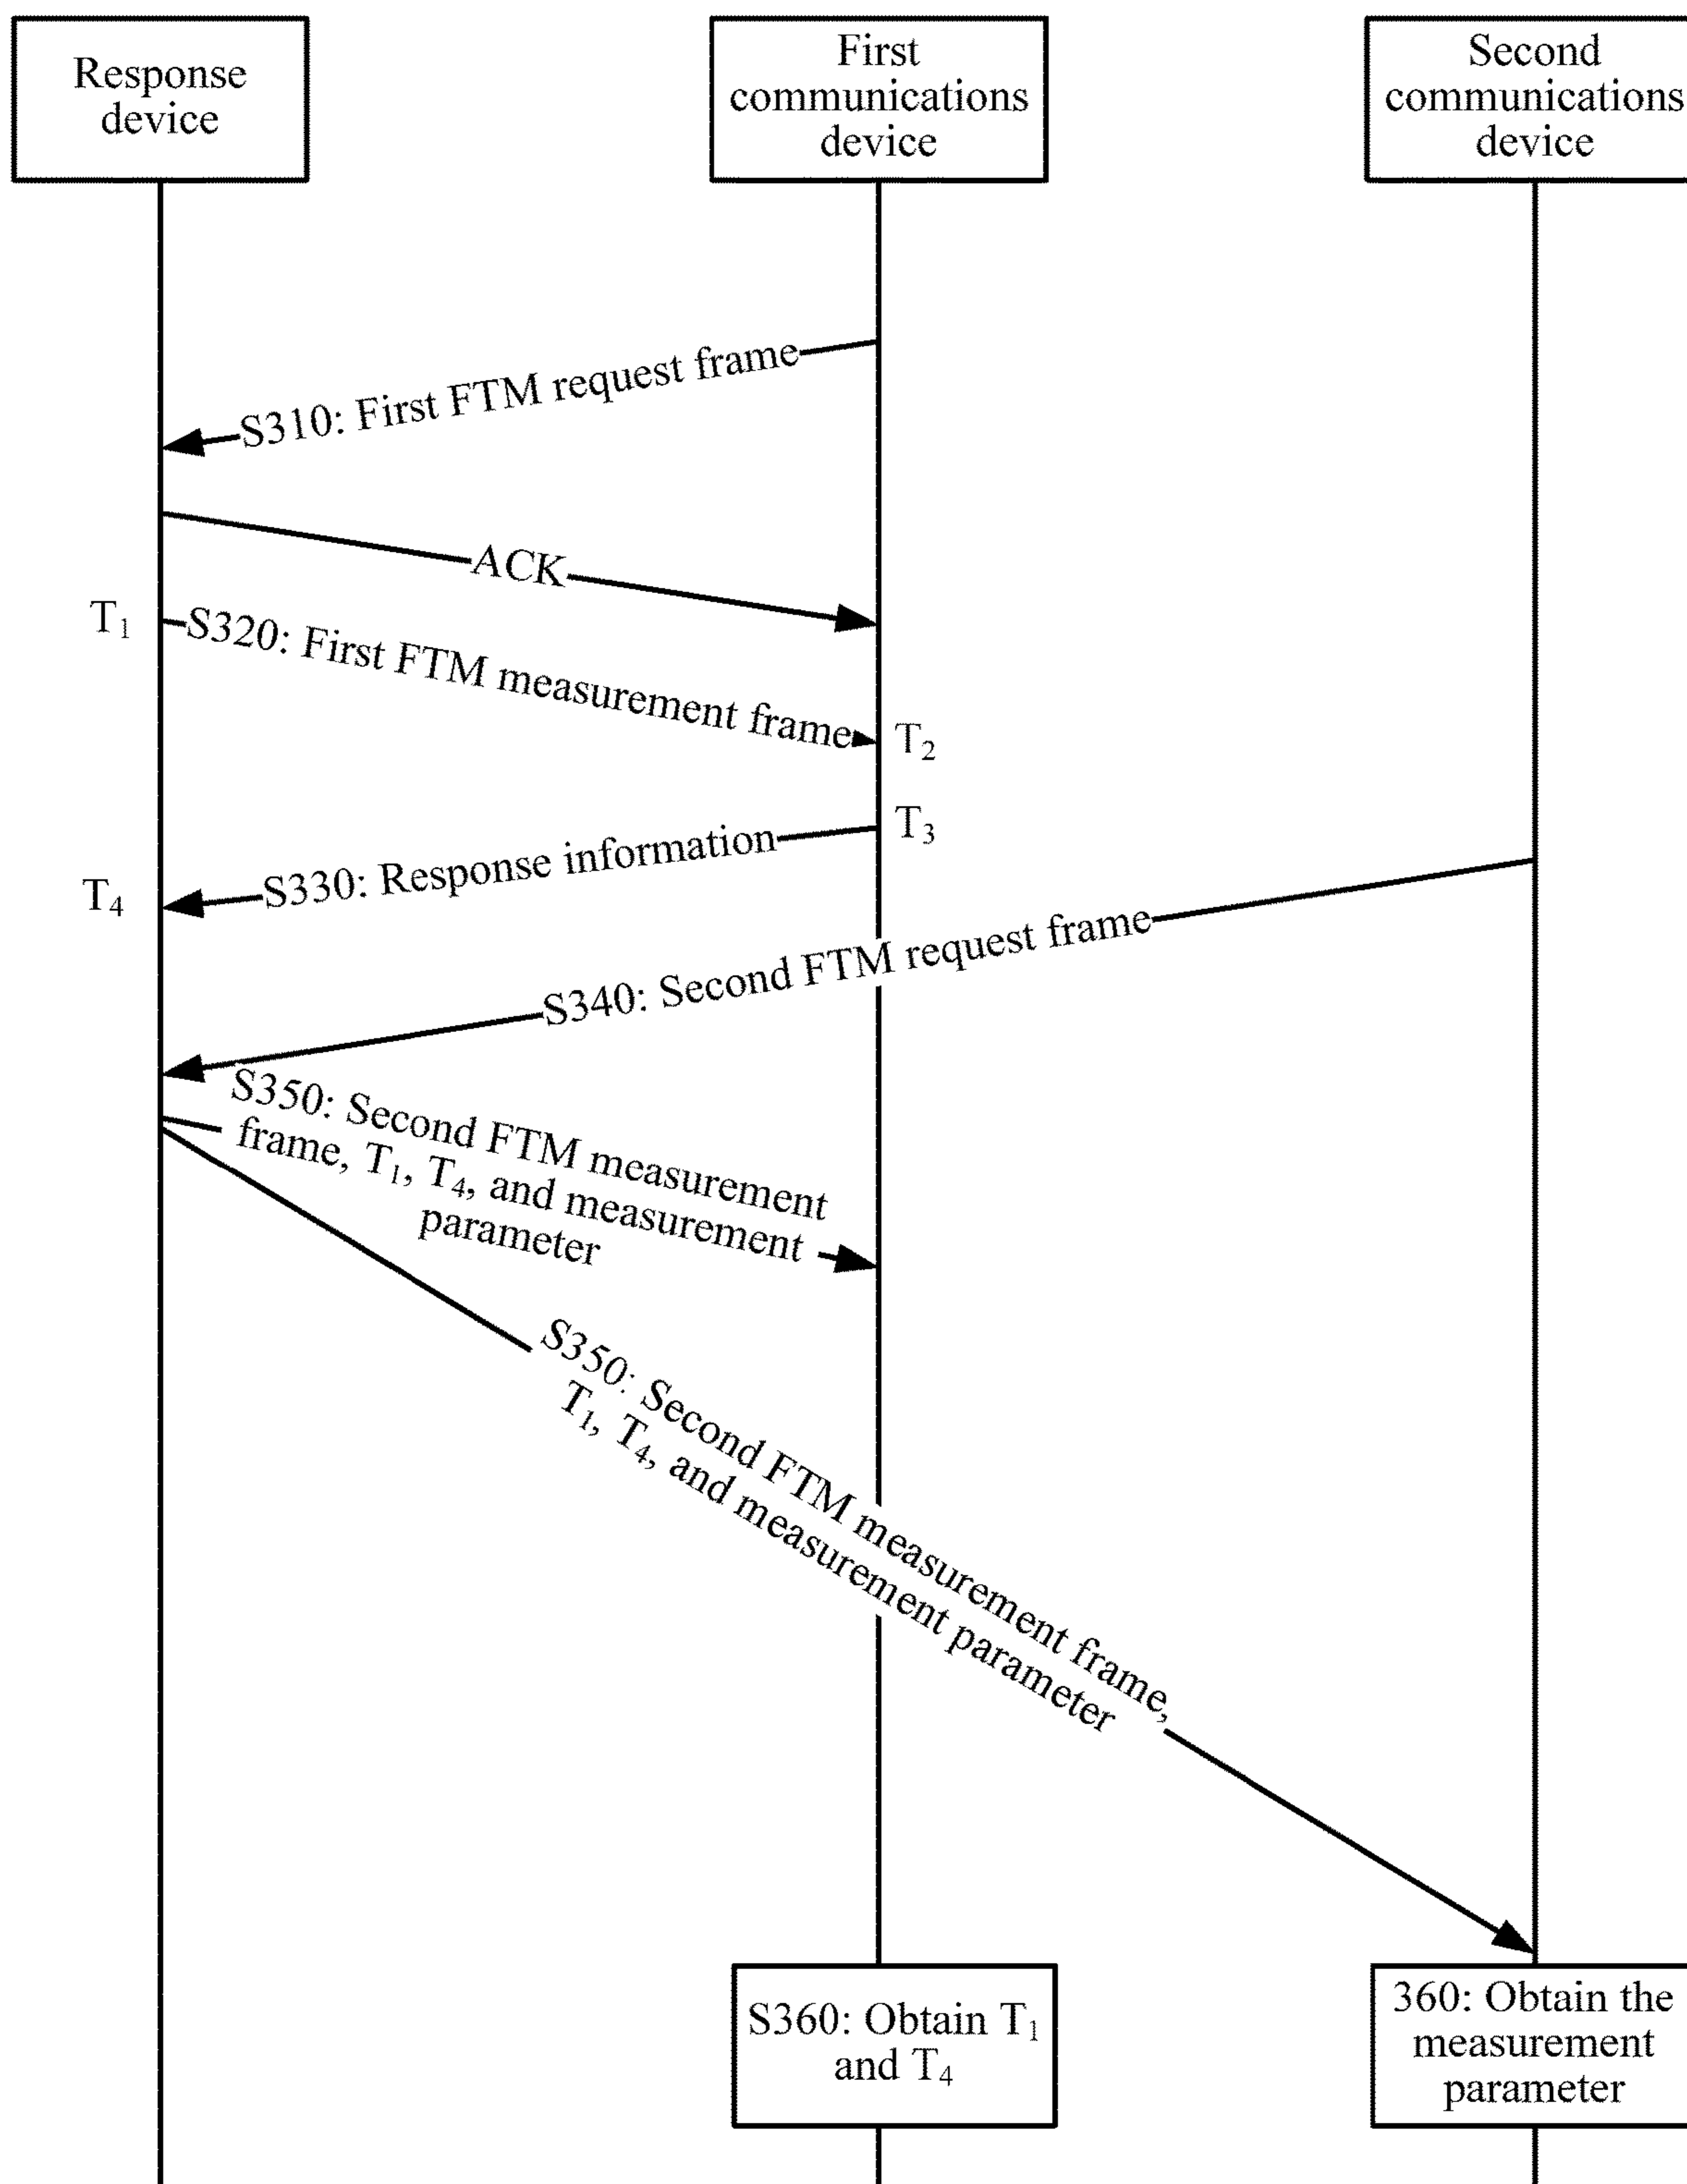 Response
device
First
communications
device
Second
communications
device
S310: First FTM request frame
ACK
T₁
S320: First FTM measurement frame
T₂
T₃
S330: Response information
T₄
S340: Second FTM request frame
S350: Second FTM measurement
frame, T₁, T₄, and measurement
parameter
S350: Second FTM measurement frame,
T₁, T₄, and measurement parameter
S360: Obtain T₁
and T₄
360: Obtain the
measurement
parameter